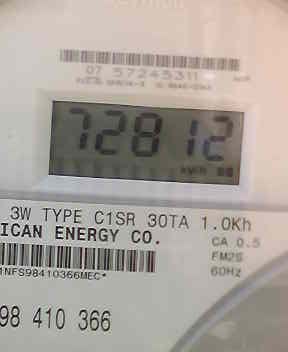 07 57245311
72812
3W TYPE C1SR 30TA 1.0Kh
ICAN ENERGY CO.
CA 0.5
FM2S
60Hz
1NFS98410366MEC*
98 410 366